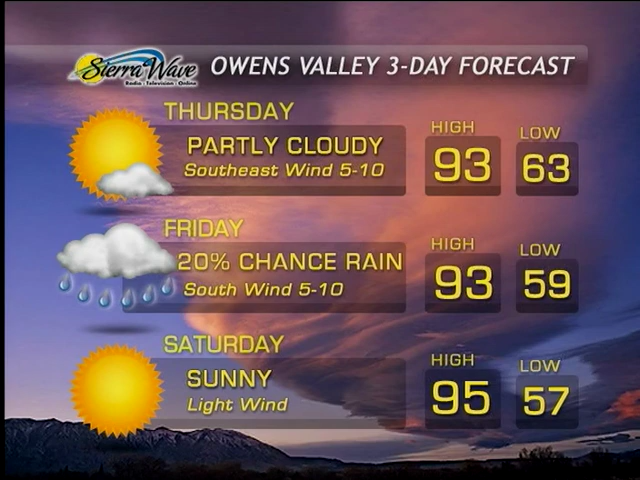 Sierra Wave
Radio • Television • Online
OWENS VALLEY 3-DAY FORECAST
THURSDAY
PARTLY CLOUDY
Southeast Wind 5-10
HIGH
93
LOW
63
FRIDAY
20% CHANCE RAIN
South Wind 5-10
HIGH
93
LOW
59
SATURDAY
SUNNY
Light Wind
HIGH
95
LOW
57